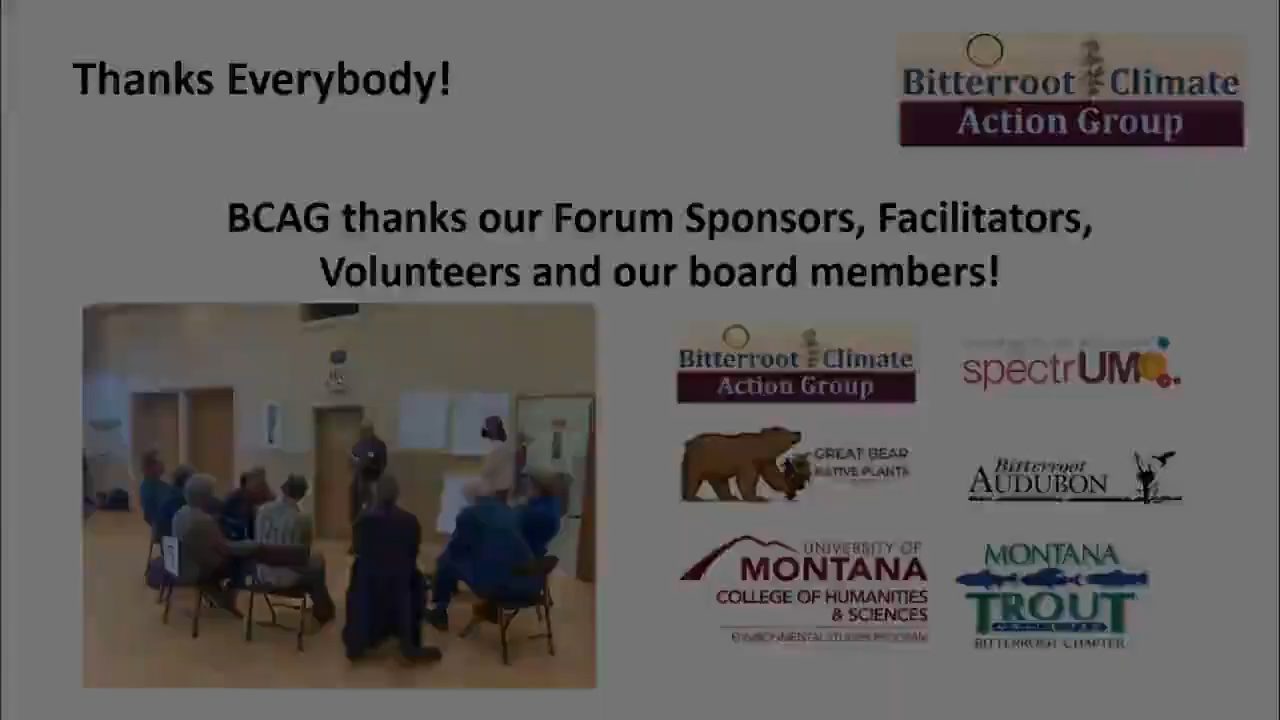 Thanks Everybody!
Bitterroot Climate
Action Group
BCAG thanks our Forum Sponsors, Facilitators,
Volunteers and our board members!
Bitterroot Climate
Action Group
spectrUM
GREAT BEAR
NATIVE PLANTS
Bitterroot
AUDUBON
UNIVERSITY OF
MONTANA
COLLEGE OF HUMANITIES
& SCIENCES
ENVIRONMENTAL STUDIES PROGRAM
MONTANA
TROUT
BITTERROOT CHAPTER